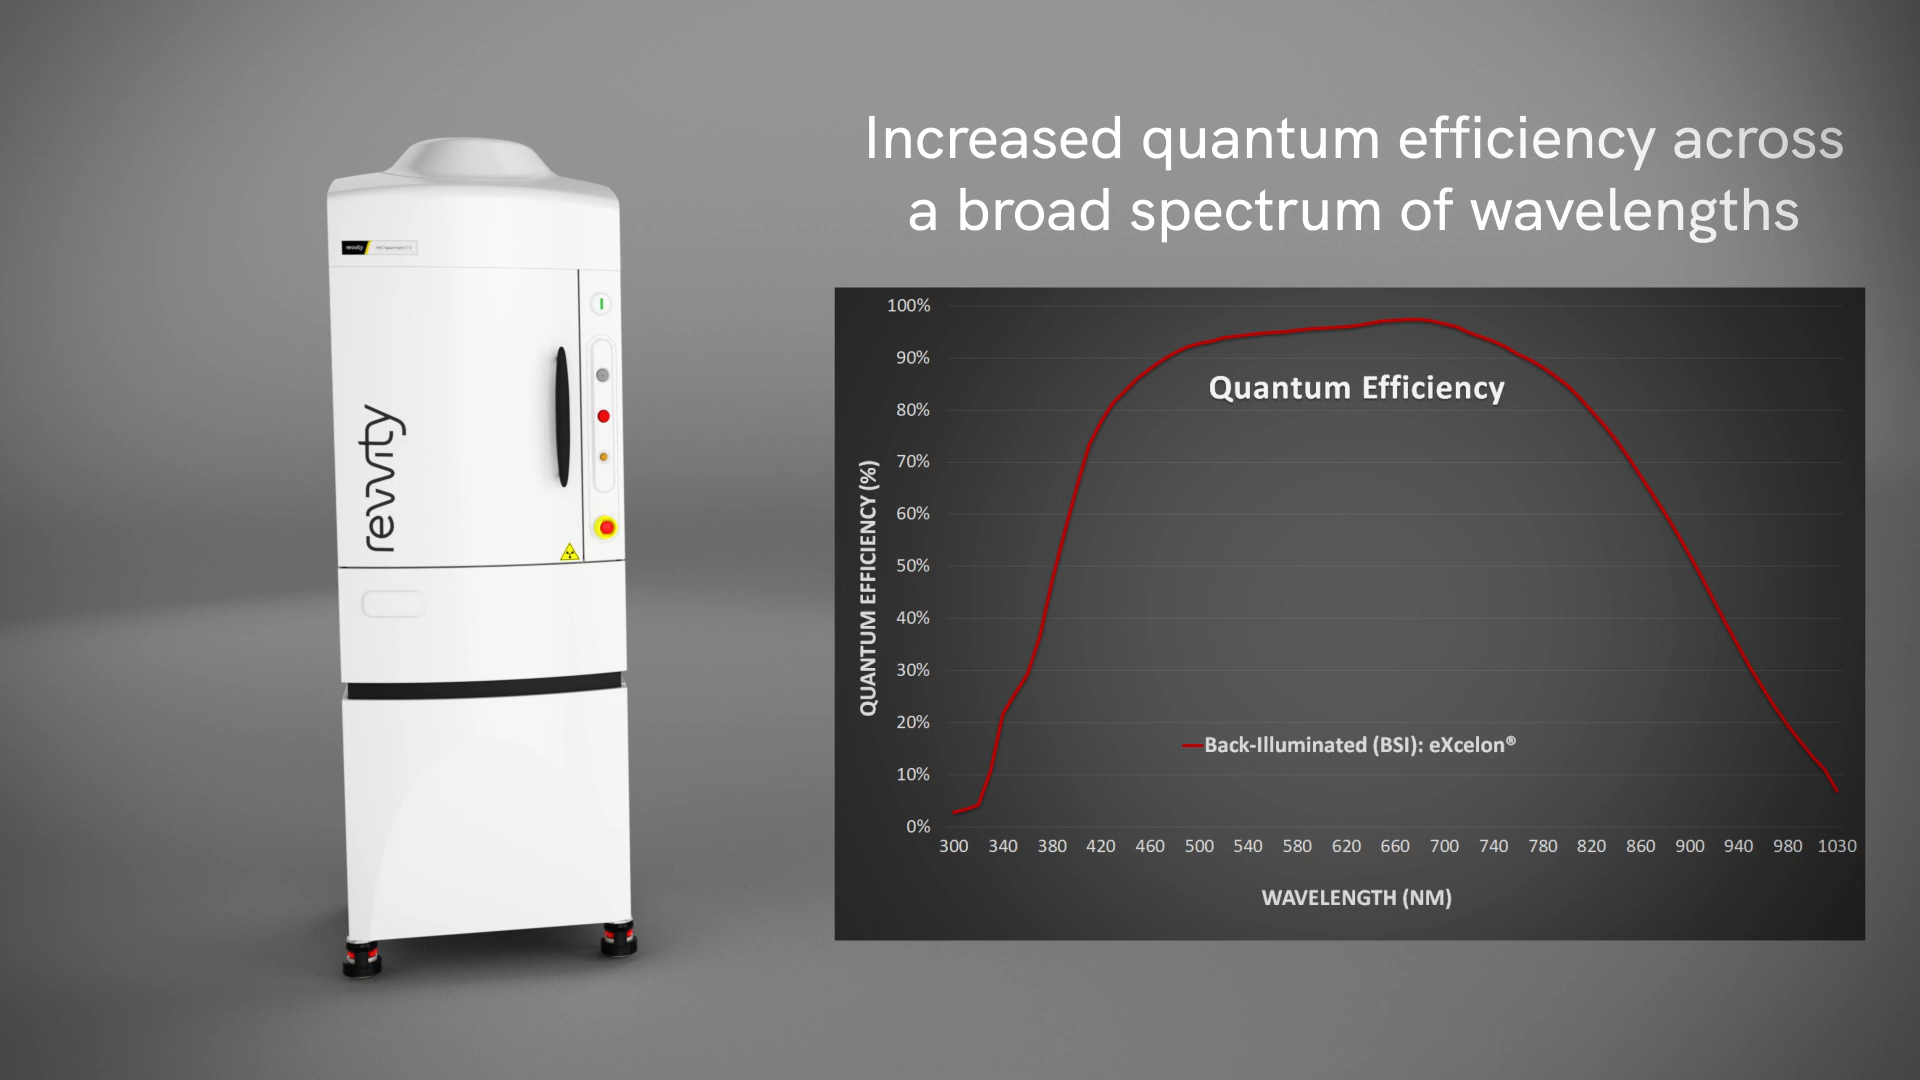 Increased quantum efficiency across
a broad spectrum of wavelengths
revvity
revvity
Quantum Efficiency
QUANTUM EFFICIENCY (%)
100%
90%
80%
70%
60%
50%
40%
30%
20%
10%
0%
Back-Illuminated (BSI): eXcelon®
300 340 380 420 460 500 540 580 620 660 700 740 780 820 860 900 940 980 1030
WAVELENGTH (NM)